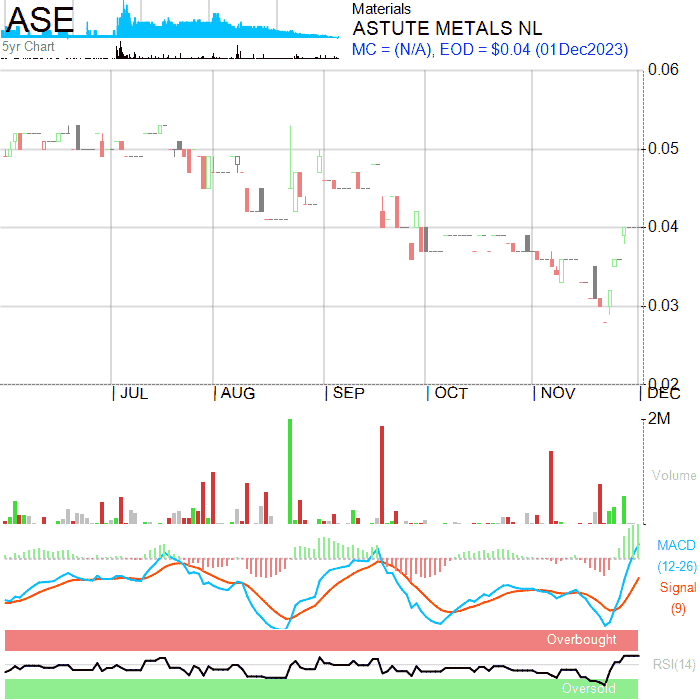 ASE
5yr Chart
Materials
ASTUTE METALS NL
MC = (N/A), EOD = $0.04 (01Dec2023)
0.06
0.05
0.04
0.03
0.02
JUL AUG SEP OCT NOV DEC
2M
Volume
MACD
(12-26)
Signal
(9)
Overbought
RSI(14)
Oversold